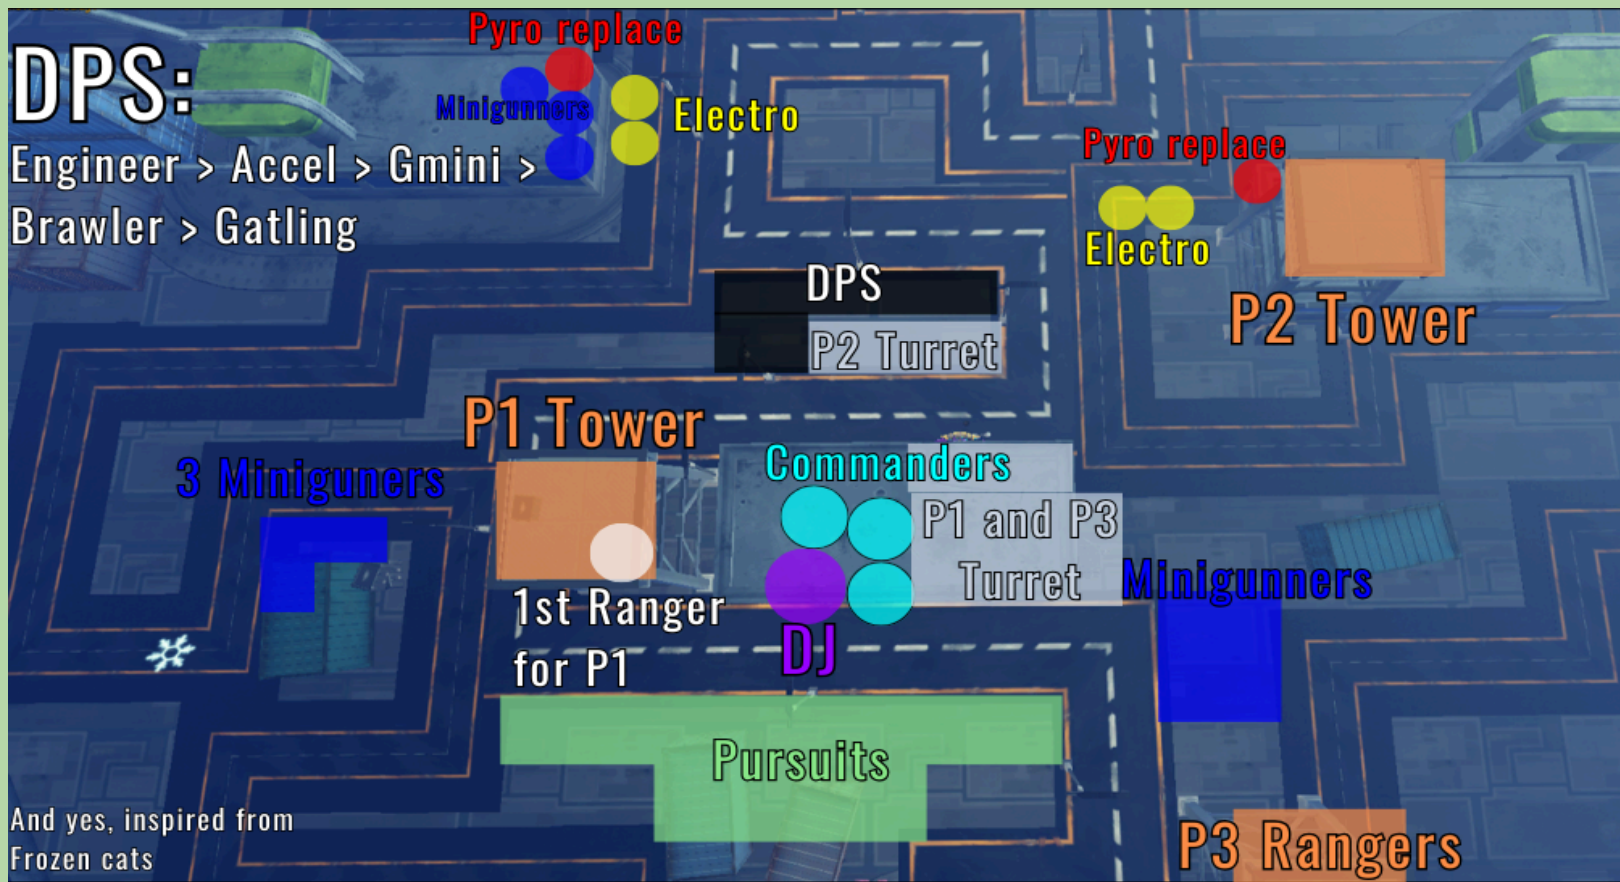 Pyro replace
DPS:
Minigunners
Electro
Engineer > Accel > Gmini >
Brawler > Gatling
Pyro replace
Electro
DPS
P2 Turret
P2 Tower
P1 Tower
3 Miniguners
Commanders
P1 and P3
Turret
Minigunners
1st Ranger
for P1
DJ
Pursuits
And yes, inspired from
Frozen cats
P3 Rangers